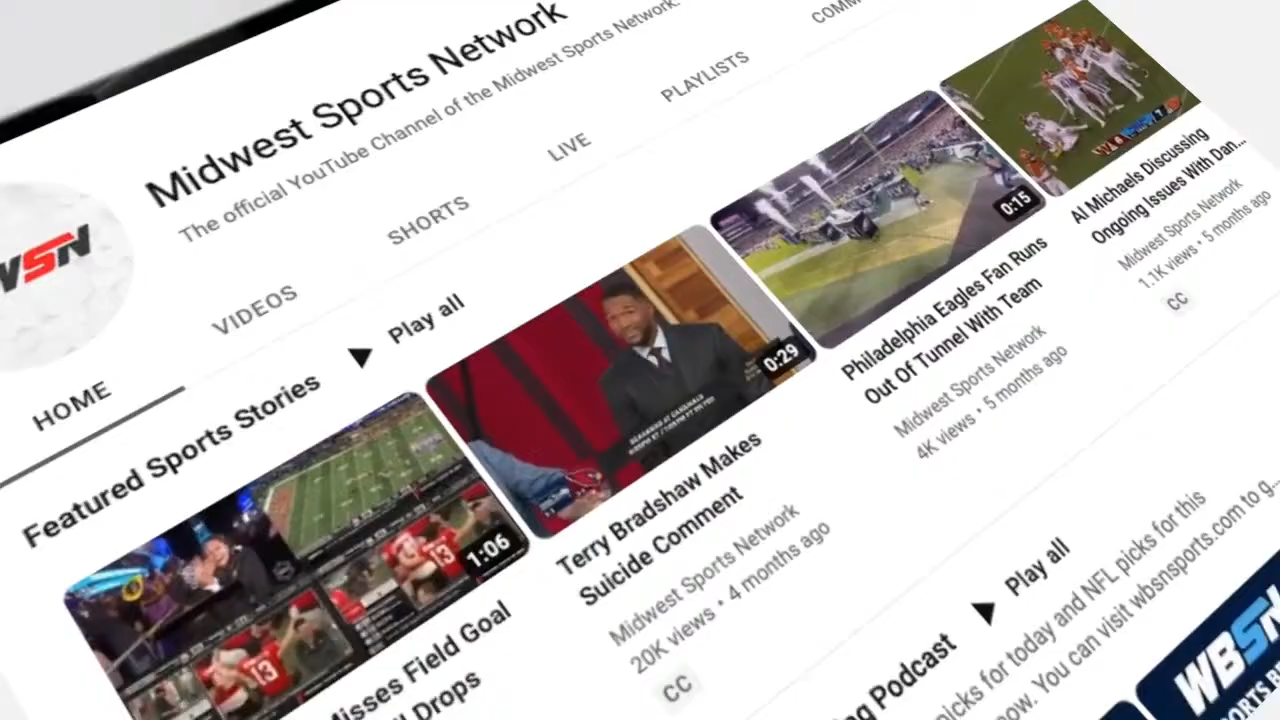 Midwest Sports Network
The official YouTube Channel of the Midwest Sports Network.
WSN
HOME
VIDEOS
SHORTS
LIVE
PLAYLISTS
COMM
Featured Sports Stories
Play all
1:06
Misses Field Goal
Drops
0:29
Terry Bradshaw Makes
Suicide Comment
Midwest Sports Network
20K views • 4 months ago
CC
0:15
Philadelphia Eagles Fan Runs
Out Of Tunnel With Team
Midwest Sports Network
4K views • 5 months ago
Al Michaels Discussing
Ongoing Issues With Dan...
Midwest Sports Network
1.1K views • 5 months ago
CC
Podcast
Play all
picks for today and NFL picks for this
now. You can visit wbsnsports.com to g...
WBSN